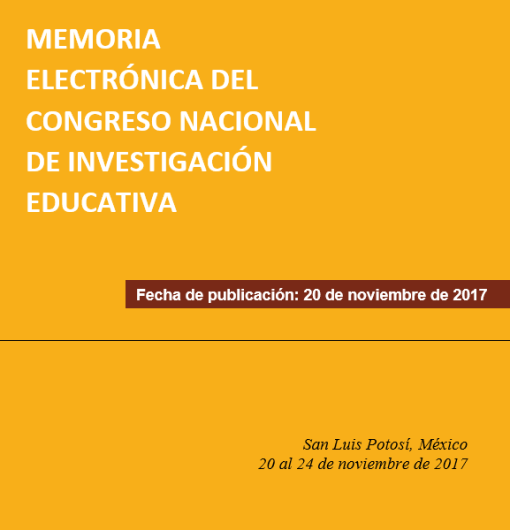 MEMORIA
ELECTRÓNICA DEL
CONGRESO NACIONAL
DE INVESTIGACIÓN
EDUCATIVA
Fecha de publicación: 20 de noviembre de 2017
San Luis Potosí, México
20 al 24 de noviembre de 2017